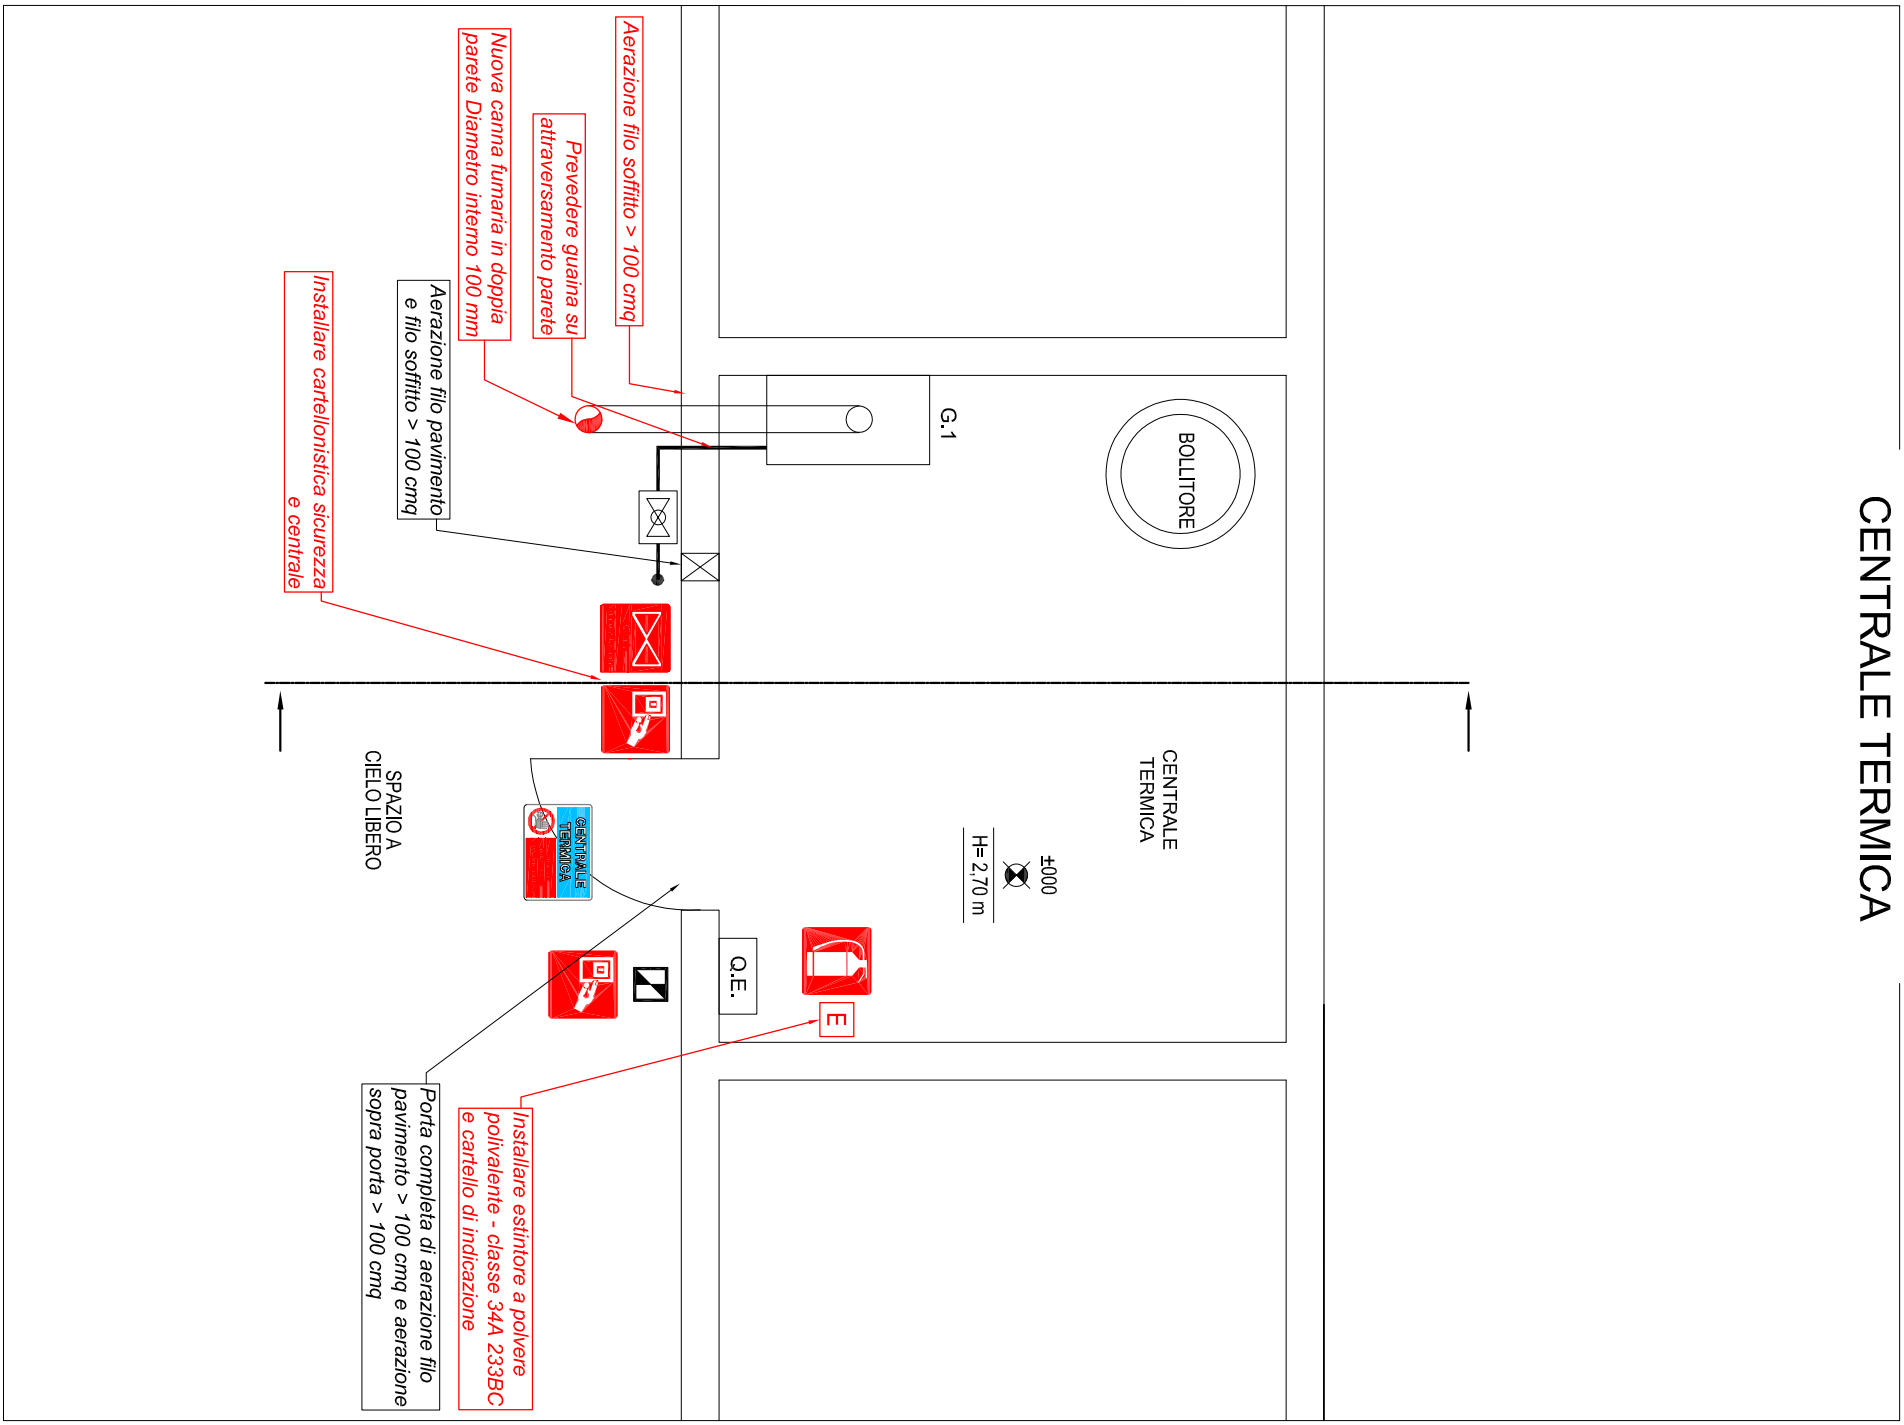 CENTRALE TERMICA
BOLLITORE
CENTRALE
TERMICA
±000
H= 2,70 m
G.1
E
Q.E.
Aerazione filo soffitto > 100 cmq
Prevedere guaina su
attraversamento parete
Nuova canna fumaria in doppia
parete Diametro interno 100 mm
Aerazione filo pavimento
e filo soffitto > 100 cmq
Installare cartellonistica sicurezza
e centrale
CENTRALE
TERMICA
SPAZIO A
CIELO LIBERO
Installare estintore a polvere
polivalente - classe 34A 233BC
e cartello di indicazione
Porta completa di aerazione filo
pavimento > 100 cmq e aerazione
sopra porta > 100 cmq